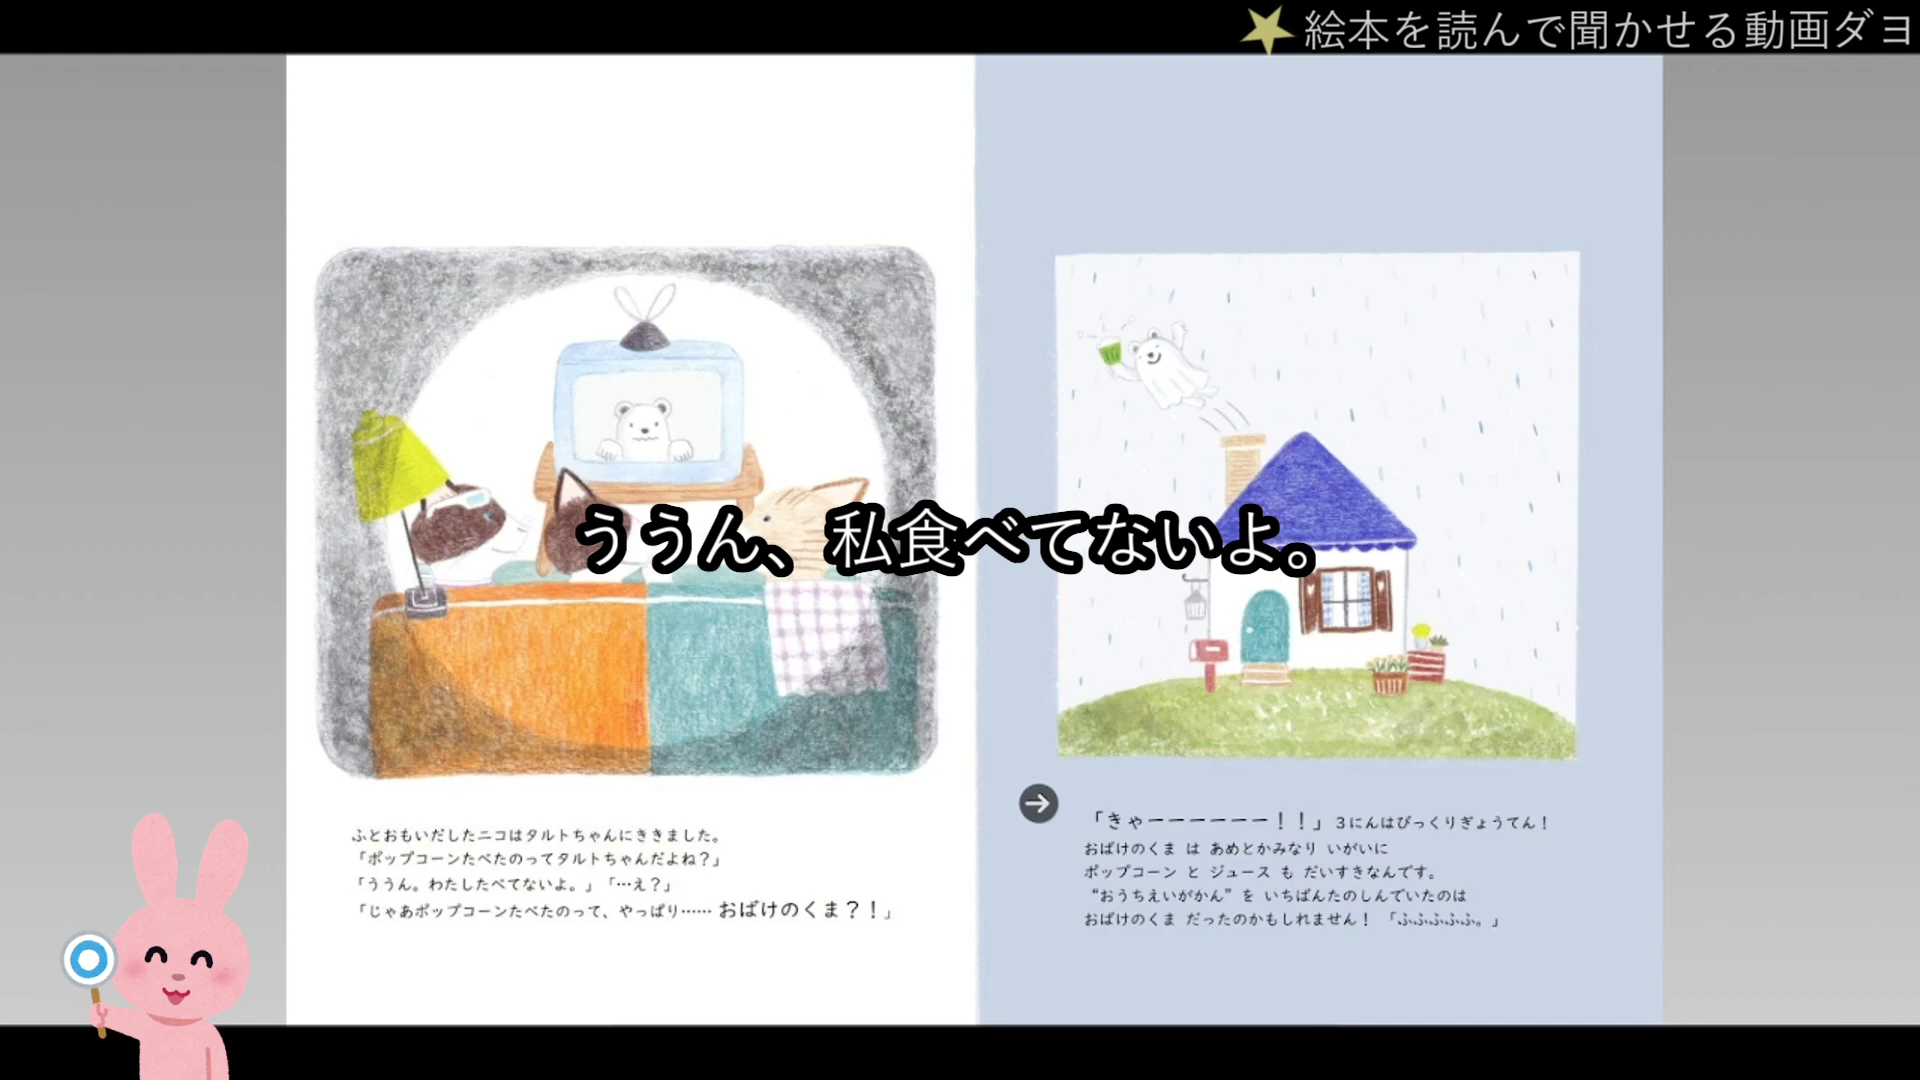 絵本を読んで聞かせる動画ダヨ
ううん、私食べてないよ。
ふとおもいだしたニコはタルトちゃんにききました。
「ポップコーンたべたのってタルトちゃんだよね？」
「ううん。わたしたべてないよ。」「…え？」
「じゃあポップコーンたべたのって、やっぱり…… おばけのくま？！」
「きゃーーーーーー！！」３にんはびっくりぎょうてん！
おばけのくま は あめとかみなり いがいに
ポップコーン と ジュース も だいすきなんです。
“おうちえいがかん” を いちばんたのしんでいたのは
おばけのくま だったのかもしれません！ 「ふふふふふ。」